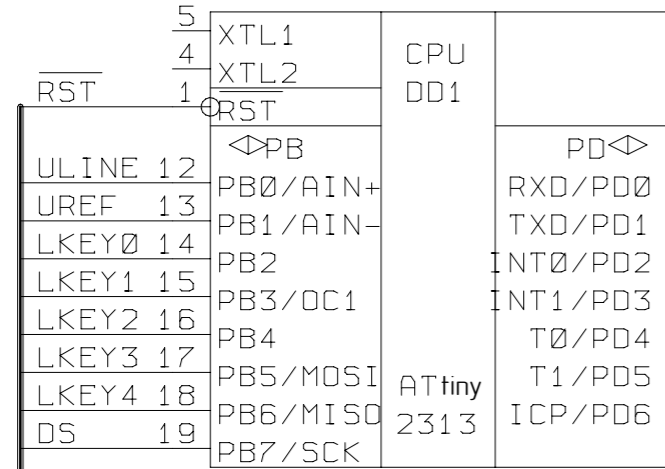 5 XTL1 CPU
4 XTL2 DD1
RST 1 RST
PB PD
ULINE 12 PB0/AIN+ RXD/PD0
UREF 13 PB1/AIN- TXD/PD1
LKEY0 14 PB2 INT0/PD2
LKEY1 15 PB3/OC1 INT1/PD3
LKEY2 16 PB4 T0/PD4
LKEY3 17 PB5/MOSI ATtiny T1/PD5
LKEY4 18 PB6/MISO 2313 ICP/PD6
DS 19 PB7/SCK